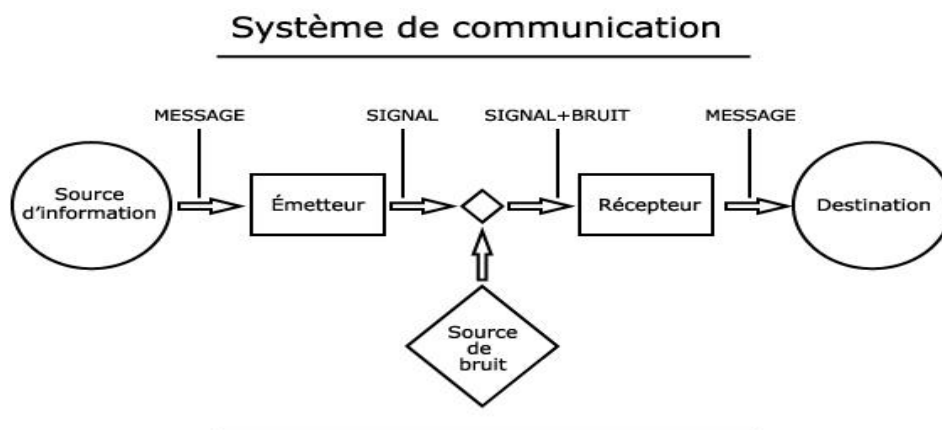 Système de communication
MESSAGE
SIGNAL
SIGNAL+BRUIT
MESSAGE
Source
d'information
Émetteur
Récepteur
Destination
Source
de
bruit